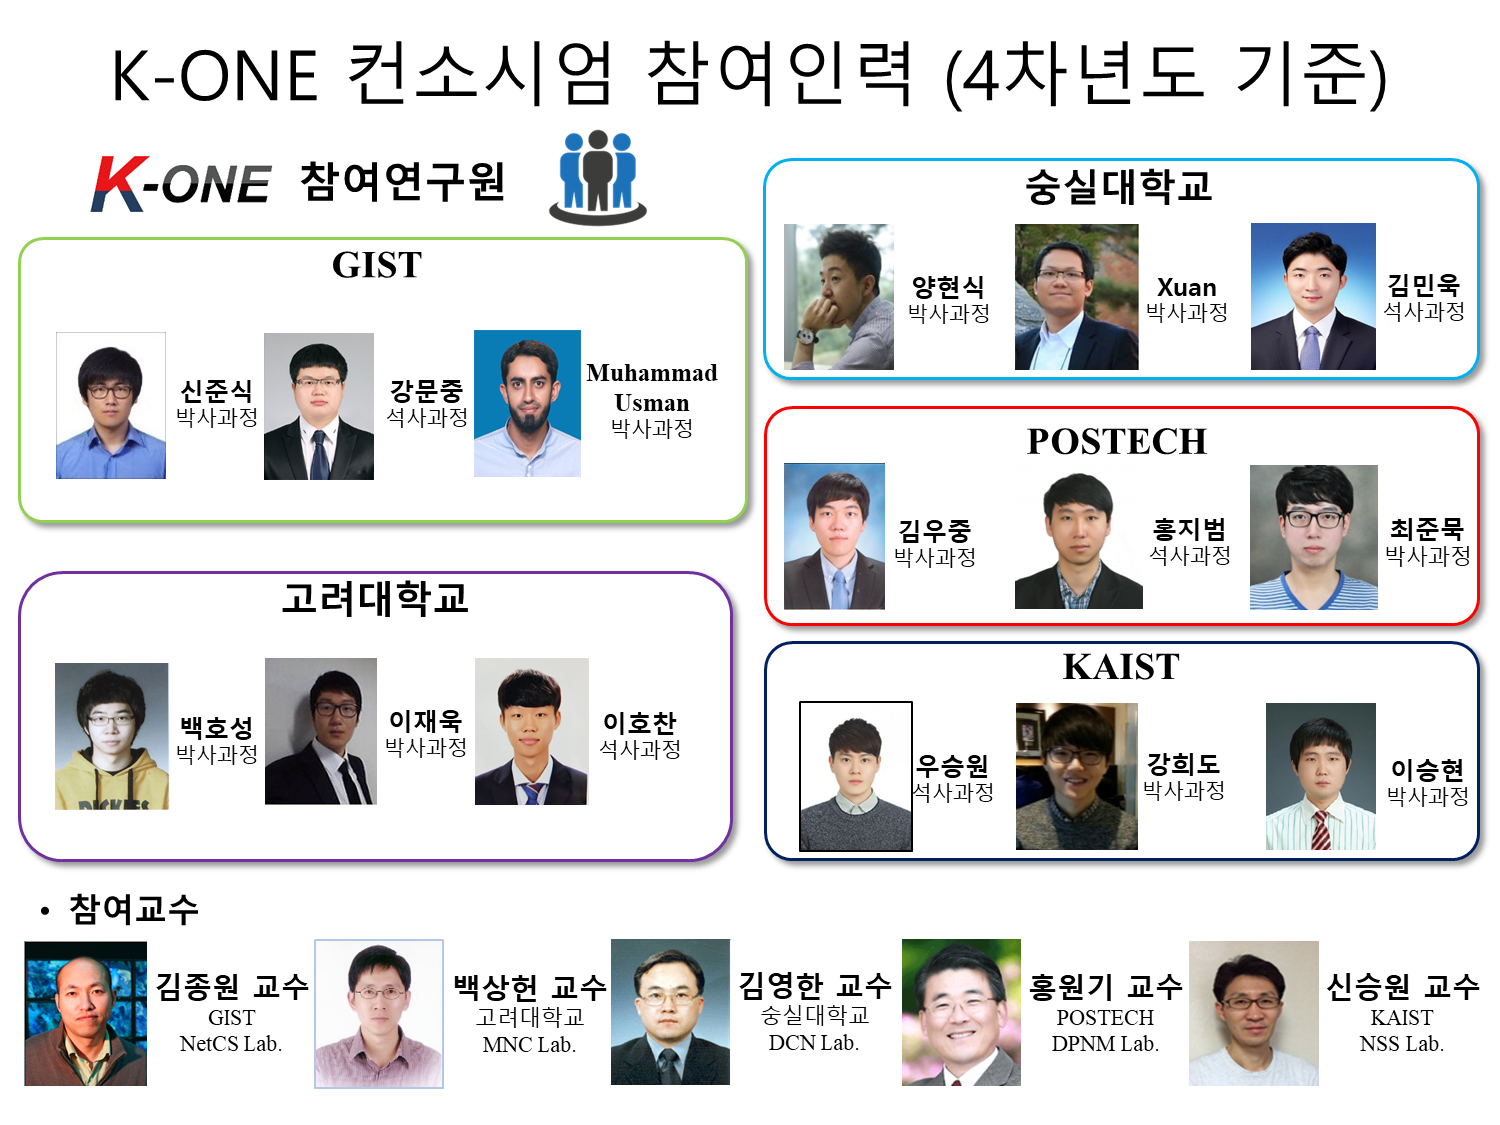 K-ONE 컨소시엄 참여인력 (4차년도 기준)
K-ONE 참여연구원
GIST
신준식
박사과정
강문중
석사과정
Muhammad
Usman
박사과정
숭실대학교
양현식
박사과정
Xuan
박사과정
김민욱
석사과정
POSTECH
김우중
박사과정
홍지범
석사과정
최준묵
박사과정
고려대학교
백호성
박사과정
이재욱
박사과정
이호찬
석사과정
KAIST
우승원
석사과정
강희도
박사과정
이승현
박사과정
• 참여교수
김종원 교수
GIST
NetCS Lab.
백상헌 교수
고려대학교
MNC Lab.
김영한 교수
숭실대학교
DCN Lab.
홍원기 교수
POSTECH
DPNM Lab.
신승원 교수
KAIST
NSS Lab.